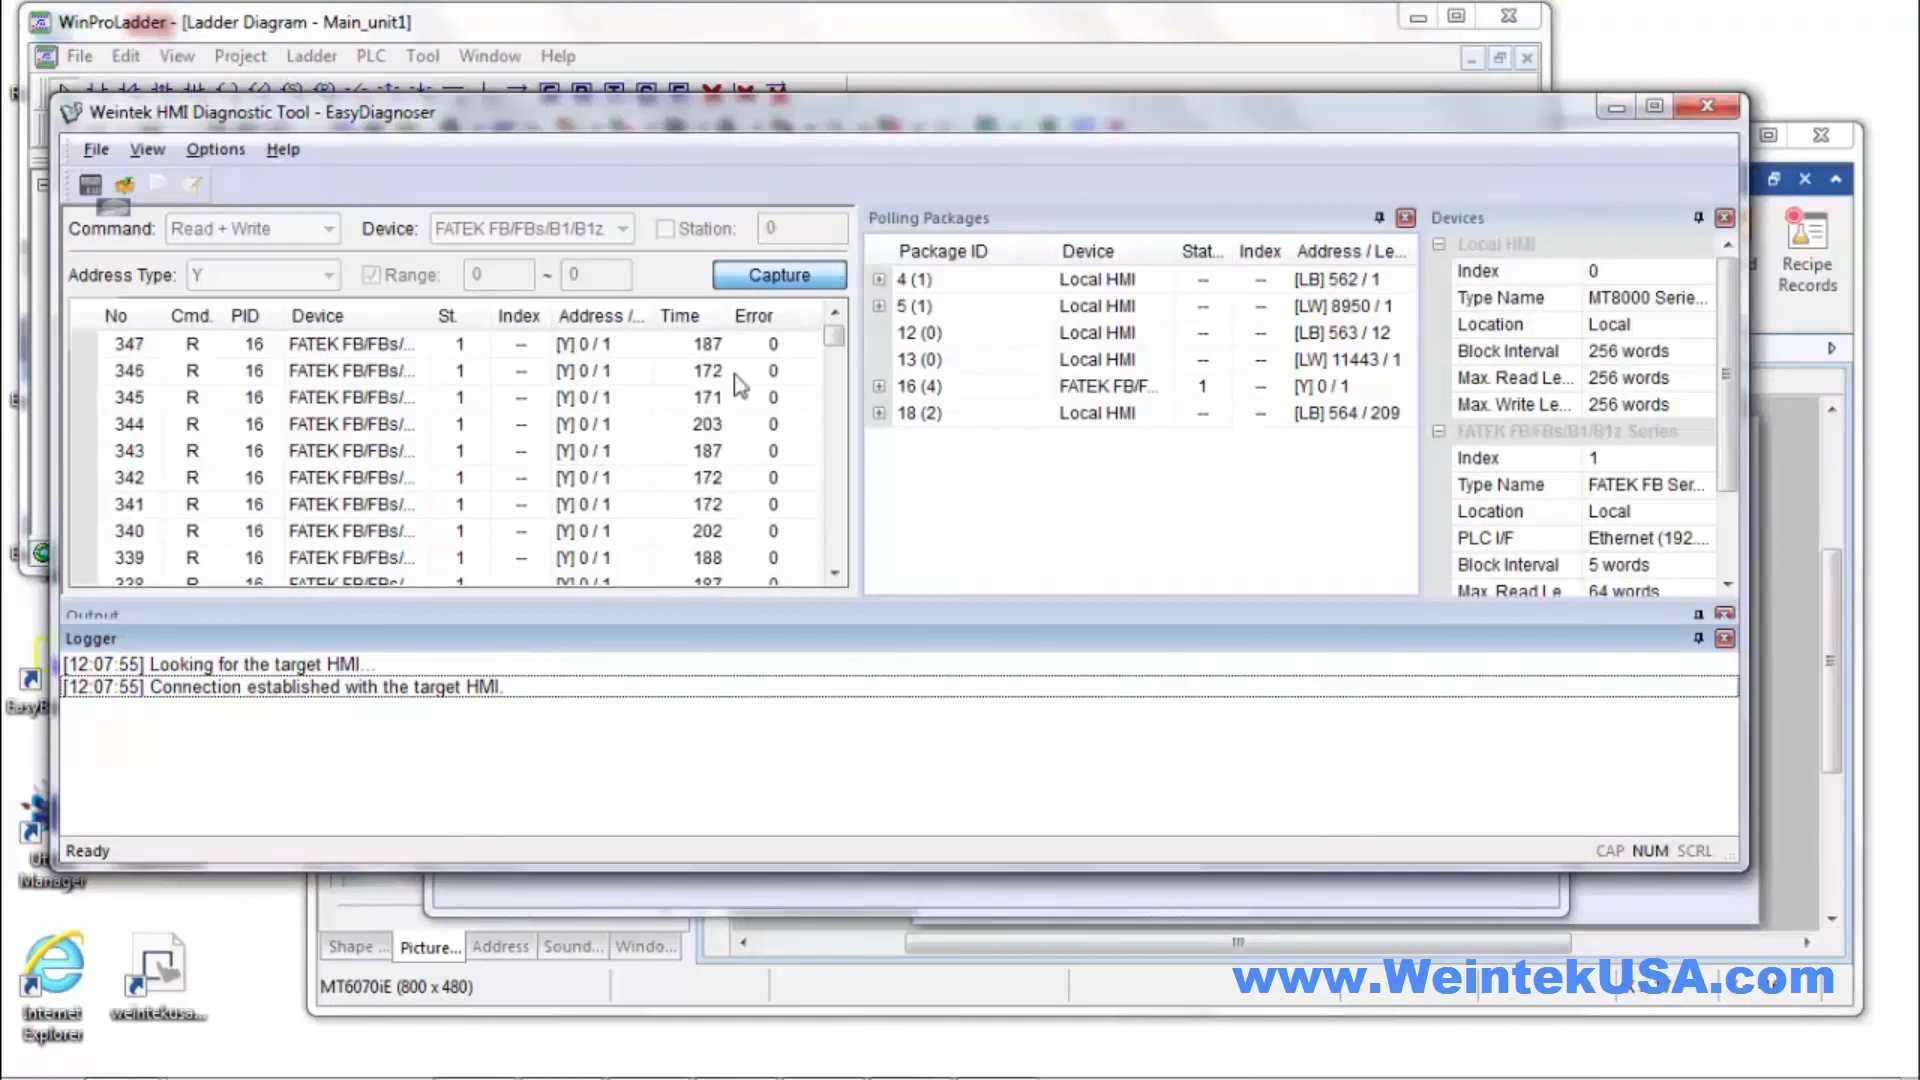 WinProLadder - [Ladder Diagram - Main_unit1]
File Edit View Project Ladder PLC Tool Window Help
Weintek HMI Diagnostic Tool - EasyDiagnoser
File View Options Help
Command: Read + Write Device: FATEK FB/FBs/B1/B1z Station: 0
Address Type: Y Range: 0 ~ 0 Capture
No Cmd. PID Device St. Index Address /... Time Error
347 R 16 FATEK FB/FBs/... 1 -- [Y] 0 / 1 187 0
346 R 16 FATEK FB/FBs/... 1 -- [Y] 0 / 1 172 0
345 R 16 FATEK FB/FBs/... 1 -- [Y] 0 / 1 171 0
344 R 16 FATEK FB/FBs/... 1 -- [Y] 0 / 1 203 0
343 R 16 FATEK FB/FBs/... 1 -- [Y] 0 / 1 187 0
342 R 16 FATEK FB/FBs/... 1 -- [Y] 0 / 1 172 0
341 R 16 FATEK FB/FBs/... 1 -- [Y] 0 / 1 172 0
340 R 16 FATEK FB/FBs/... 1 -- [Y] 0 / 1 202 0
339 R 16 FATEK FB/FBs/... 1 -- [Y] 0 / 1 188 0
338 R 16 FATEK FB/FBs/... 1 -- [Y] 0 / 1 187 0
Polling Packages
Package ID Device Stat... Index Address / Le...
4 (1) Local HMI -- -- [LB] 562 / 1
5 (1) Local HMI -- -- [LW] 8950 / 1
12 (0) Local HMI -- -- [LB] 563 / 12
13 (0) Local HMI -- -- [LW] 11443 / 1
16 (4) FATEK FB/F... 1 -- [Y] 0 / 1
18 (2) Local HMI -- -- [LB] 564 / 209
Devices
Local HMI
Index 0
Type Name MT8000 Serie...
Location Local
Block Interval 256 words
Max. Read Le... 256 words
Max. Write Le... 256 words
FATEK FB/FBs/B1/B1z Series
Index 1
Type Name FATEK FB Ser...
Location Local
PLC I/F Ethernet (192....
Block Interval 5 words
Max. Read Le... 64 words
Recipe
Records
Output
Logger
[12:07:55] Looking for the target HMI...
[12:07:55] Connection established with the target HMI.
Ready CAP NUM SCRL
Manager
Shape ... Picture... Address Sound... Windo...
MT6070iE (800 x 480)
Internet
Explorer
weintekusa...
www.WeintekUSA.com